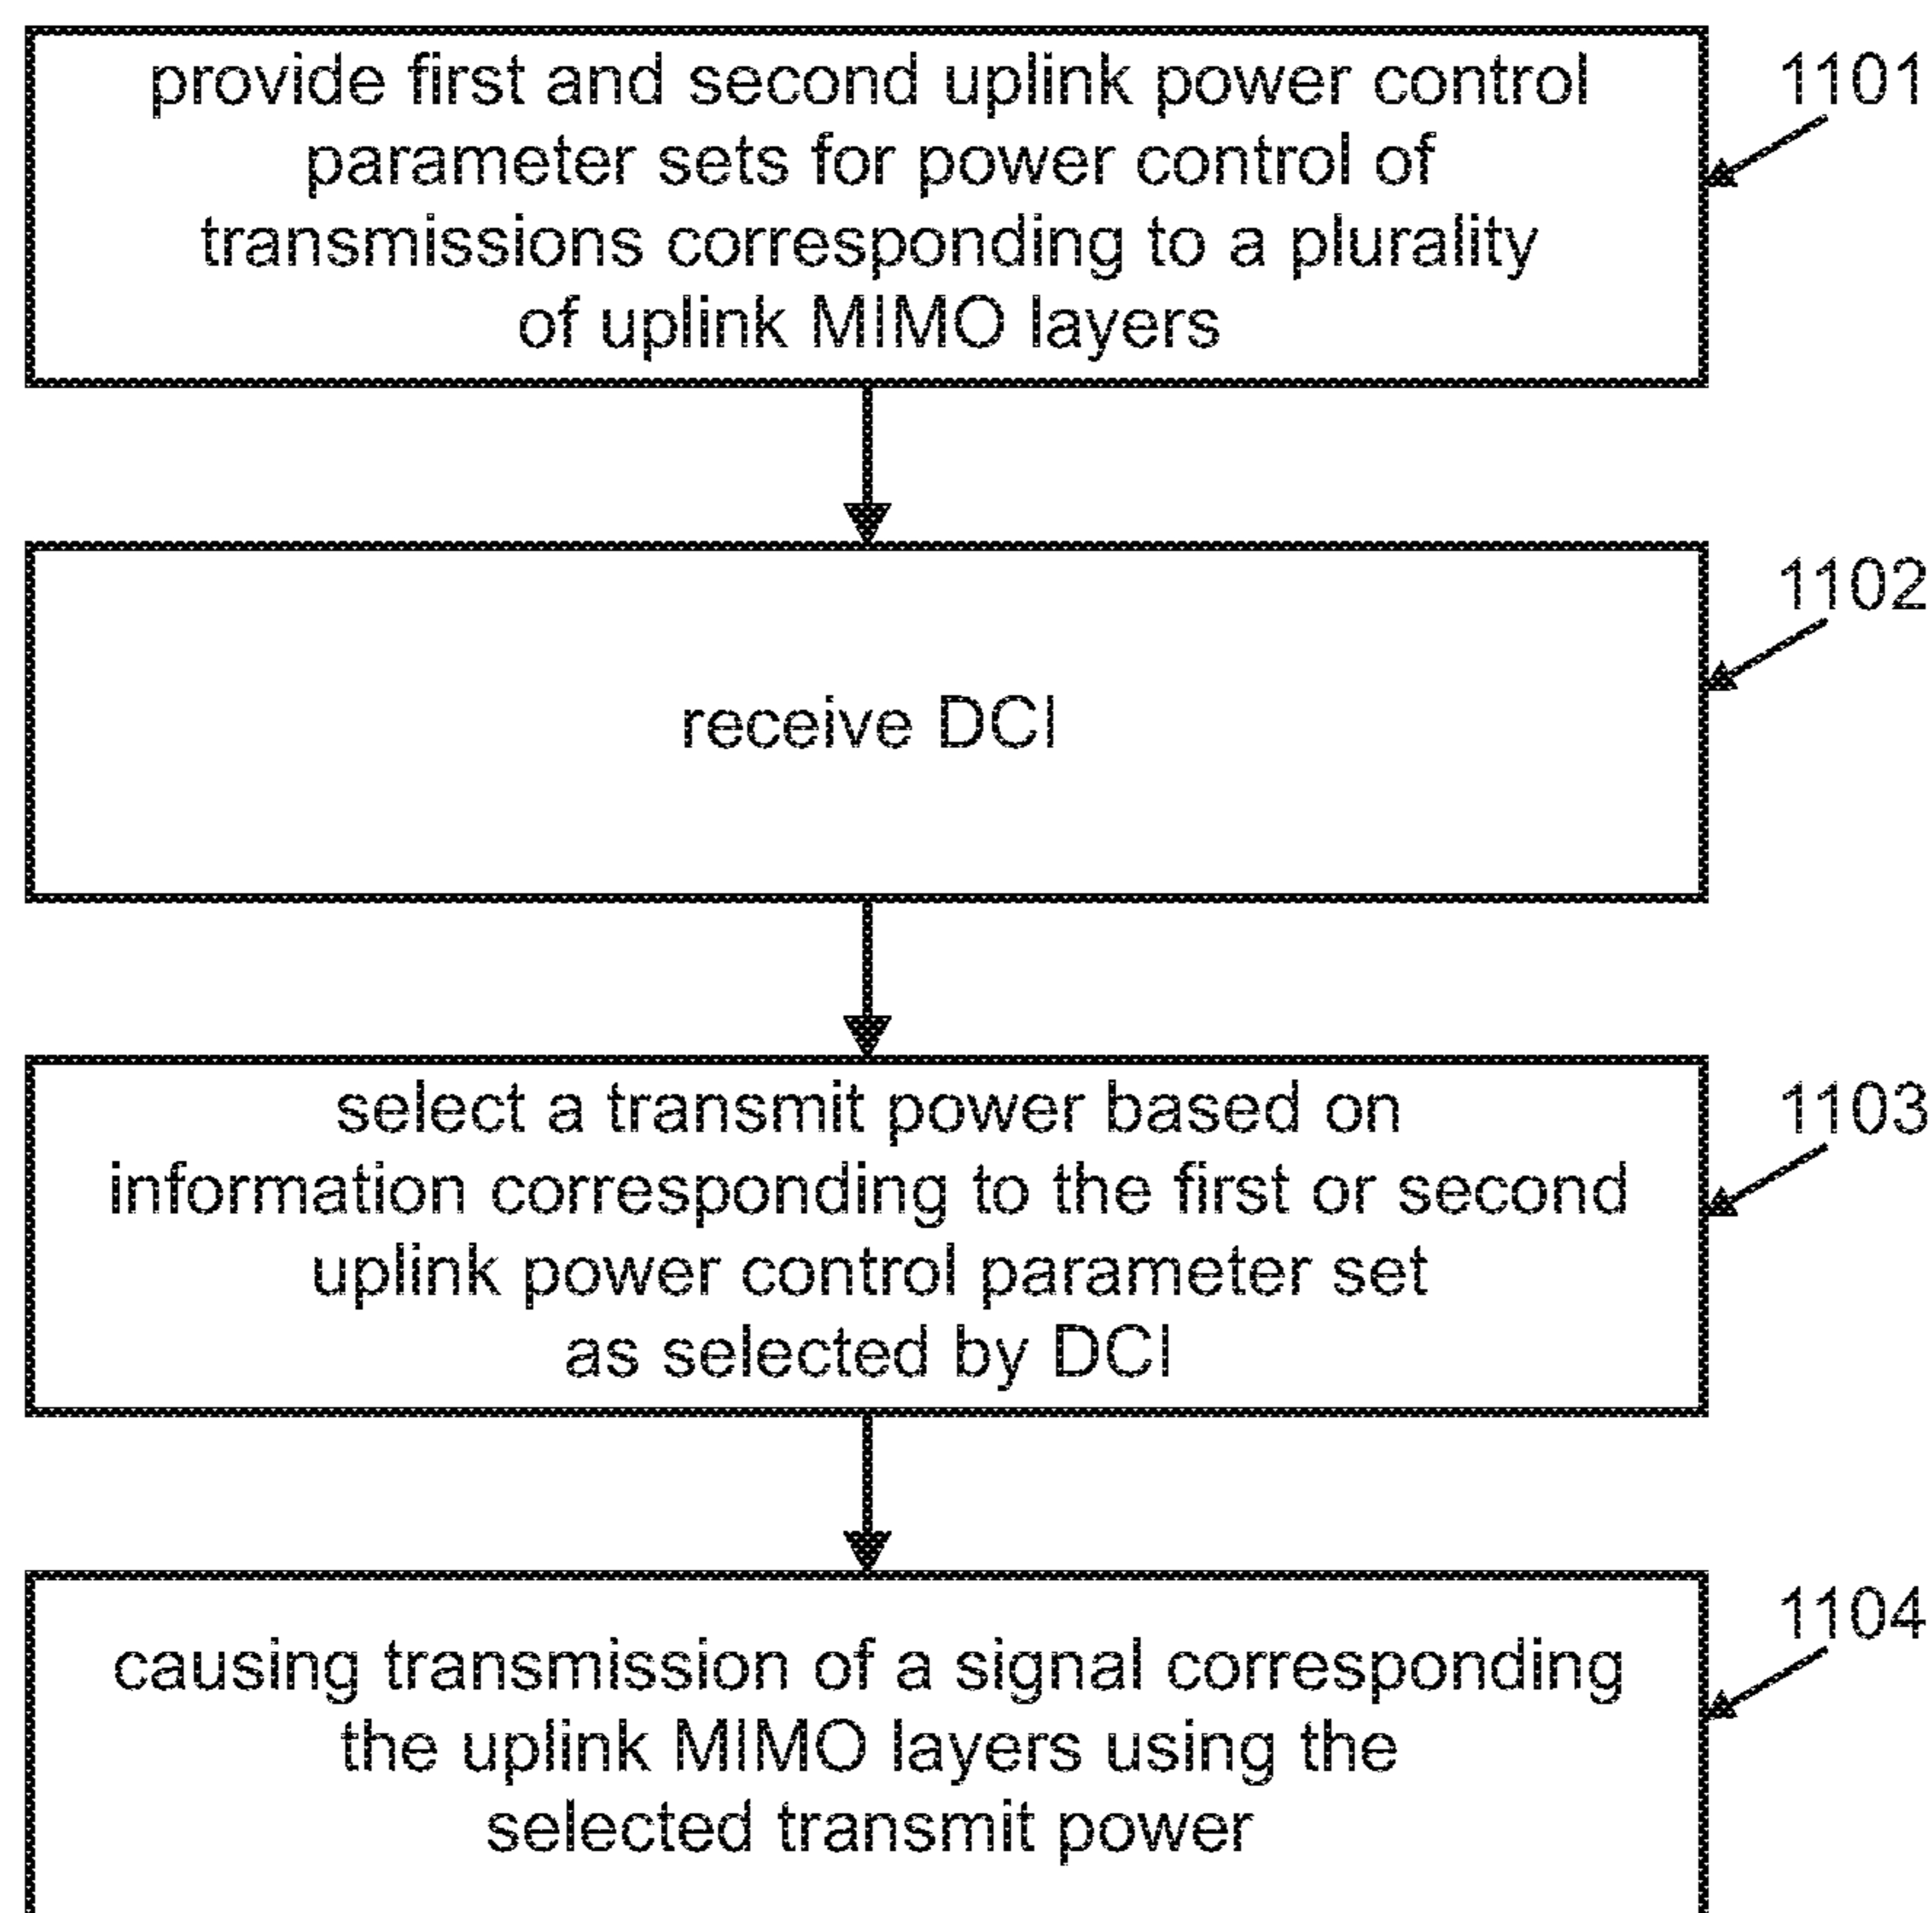 provide first and second uplink power control
parameter sets for power control of
transmissions corresponding to a plurality
of uplink MIMO layers
1101
receive DCI
1102
select a transmit power based on
information corresponding to the first or second
uplink power control parameter set
as selected by DCI
1103
causing transmission of a signal corresponding
the uplink MIMO layers using the
selected transmit power
1104